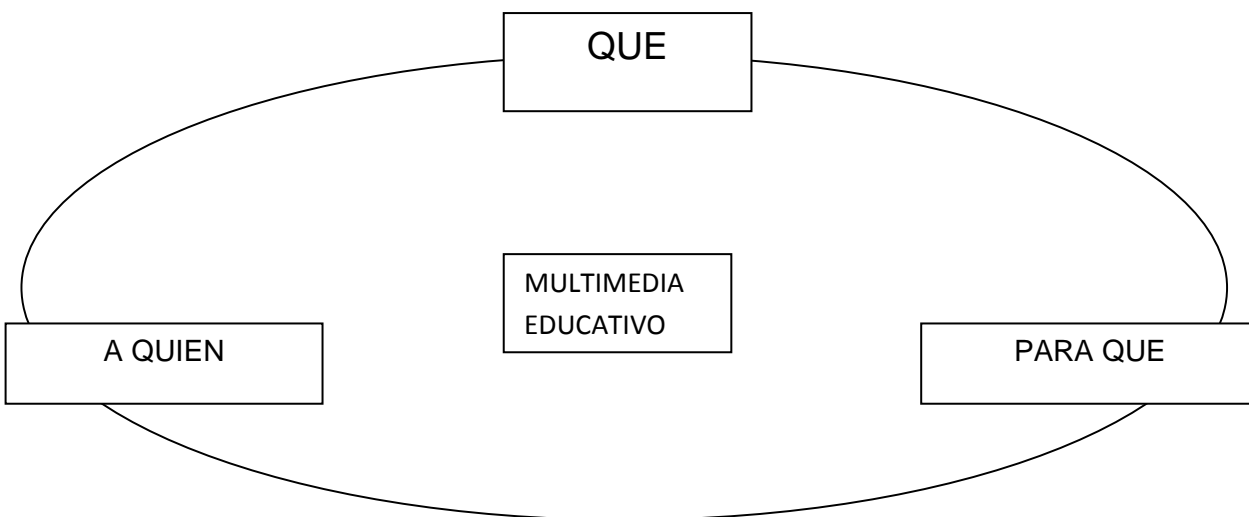 QUE
MULTIMEDIA
EDUCATIVO
A QUIEN
PARA QUE